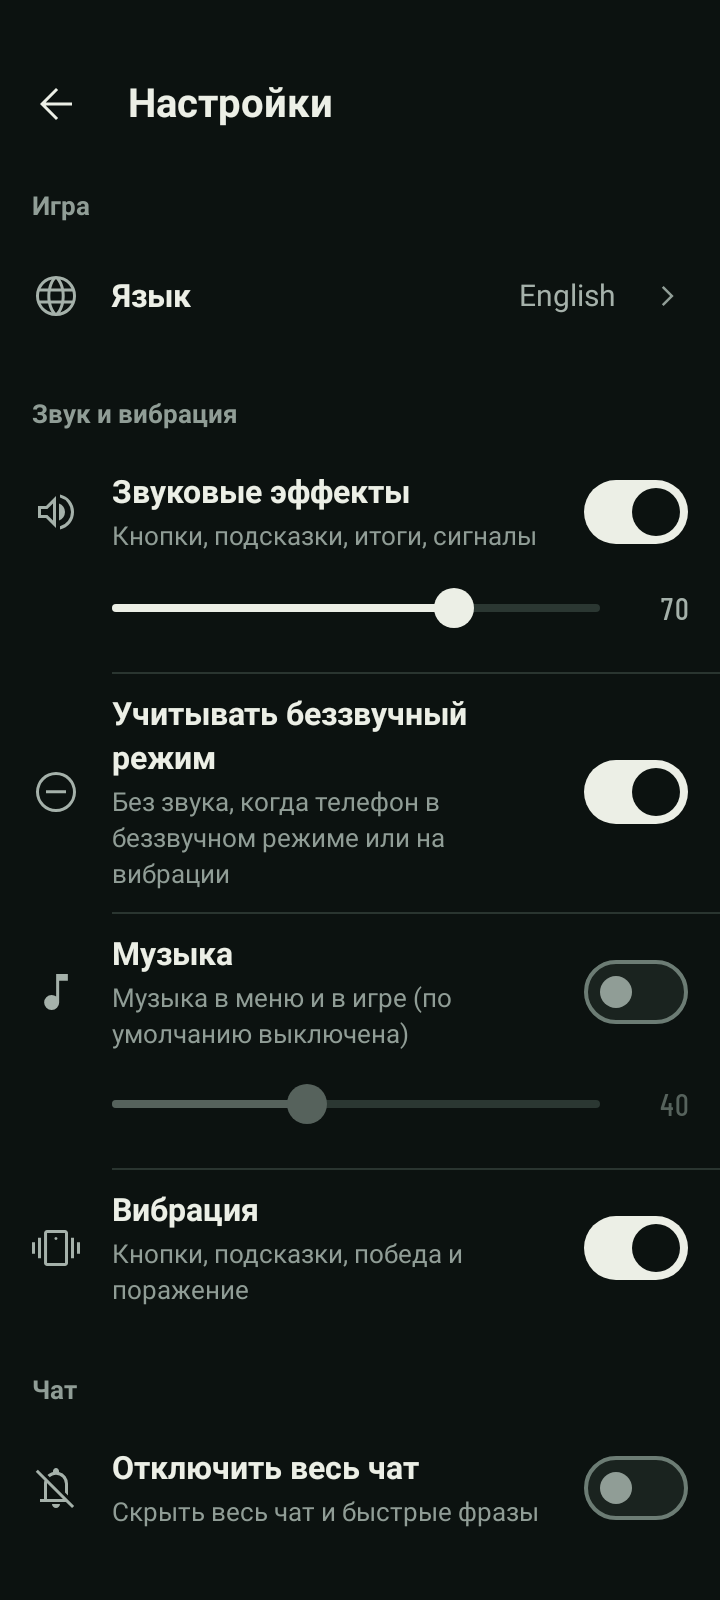 Настройки
Игра
Язык
English
Звук и вибрация
Звуковые эффекты
Кнопки, подсказки, итоги, сигналы
70
Учитывать беззвучный
режим
Без звука, когда телефон в
беззвучном режиме или на
вибрации
Музыка
Музыка в меню и в игре (по
умолчанию выключена)
40
Вибрация
Кнопки, подсказки, победа и
поражение
Чат
Отключить весь чат
Скрыть весь чат и быстрые фразы